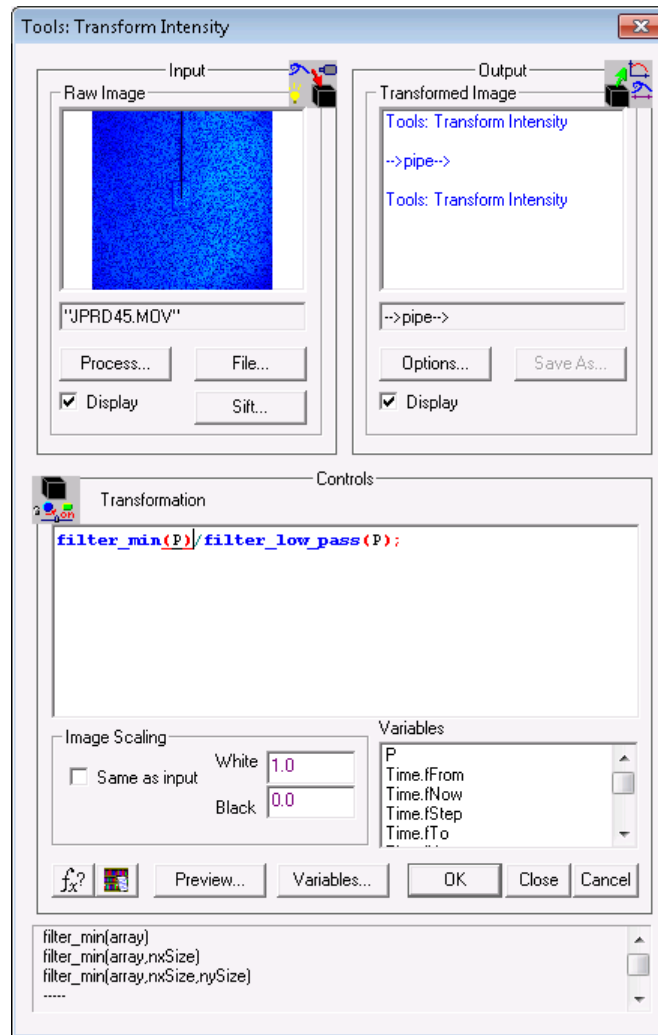 Tools: Transform Intensity
Input
Raw Image
"JPRD45.MOV"
Process...
File...
Display
Sift...
Output
Transformed Image
Tools: Transform Intensity
-->pipe-->
Tools: Transform Intensity
-->pipe-->
Options...
Save As...
Display
Controls
Transformation
filter_min(P)/filter_low_pass(P);
Image Scaling
Same as input
White
1.0
Black
0.0
Variables
P
Time.fFrom
Time.fNow
Time.fStep
Time.fTo
fx?
Preview...
Variables...
OK
Close
Cancel
filter_min(array)
filter_min(array,nxSize)
filter_min(array,nxSize,nySize)
-----